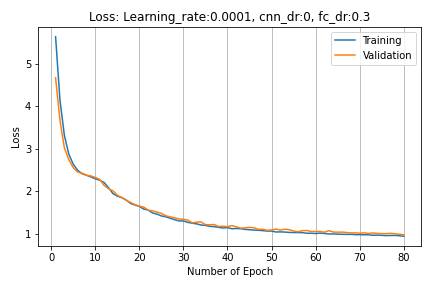 Loss: Learning_rate:0.0001, cnn_dr:0, fc_dr:0.3
Training
Validation
Loss
5
4
3
2
1
0 10 20 30 40 50 60 70 80
Number of Epoch